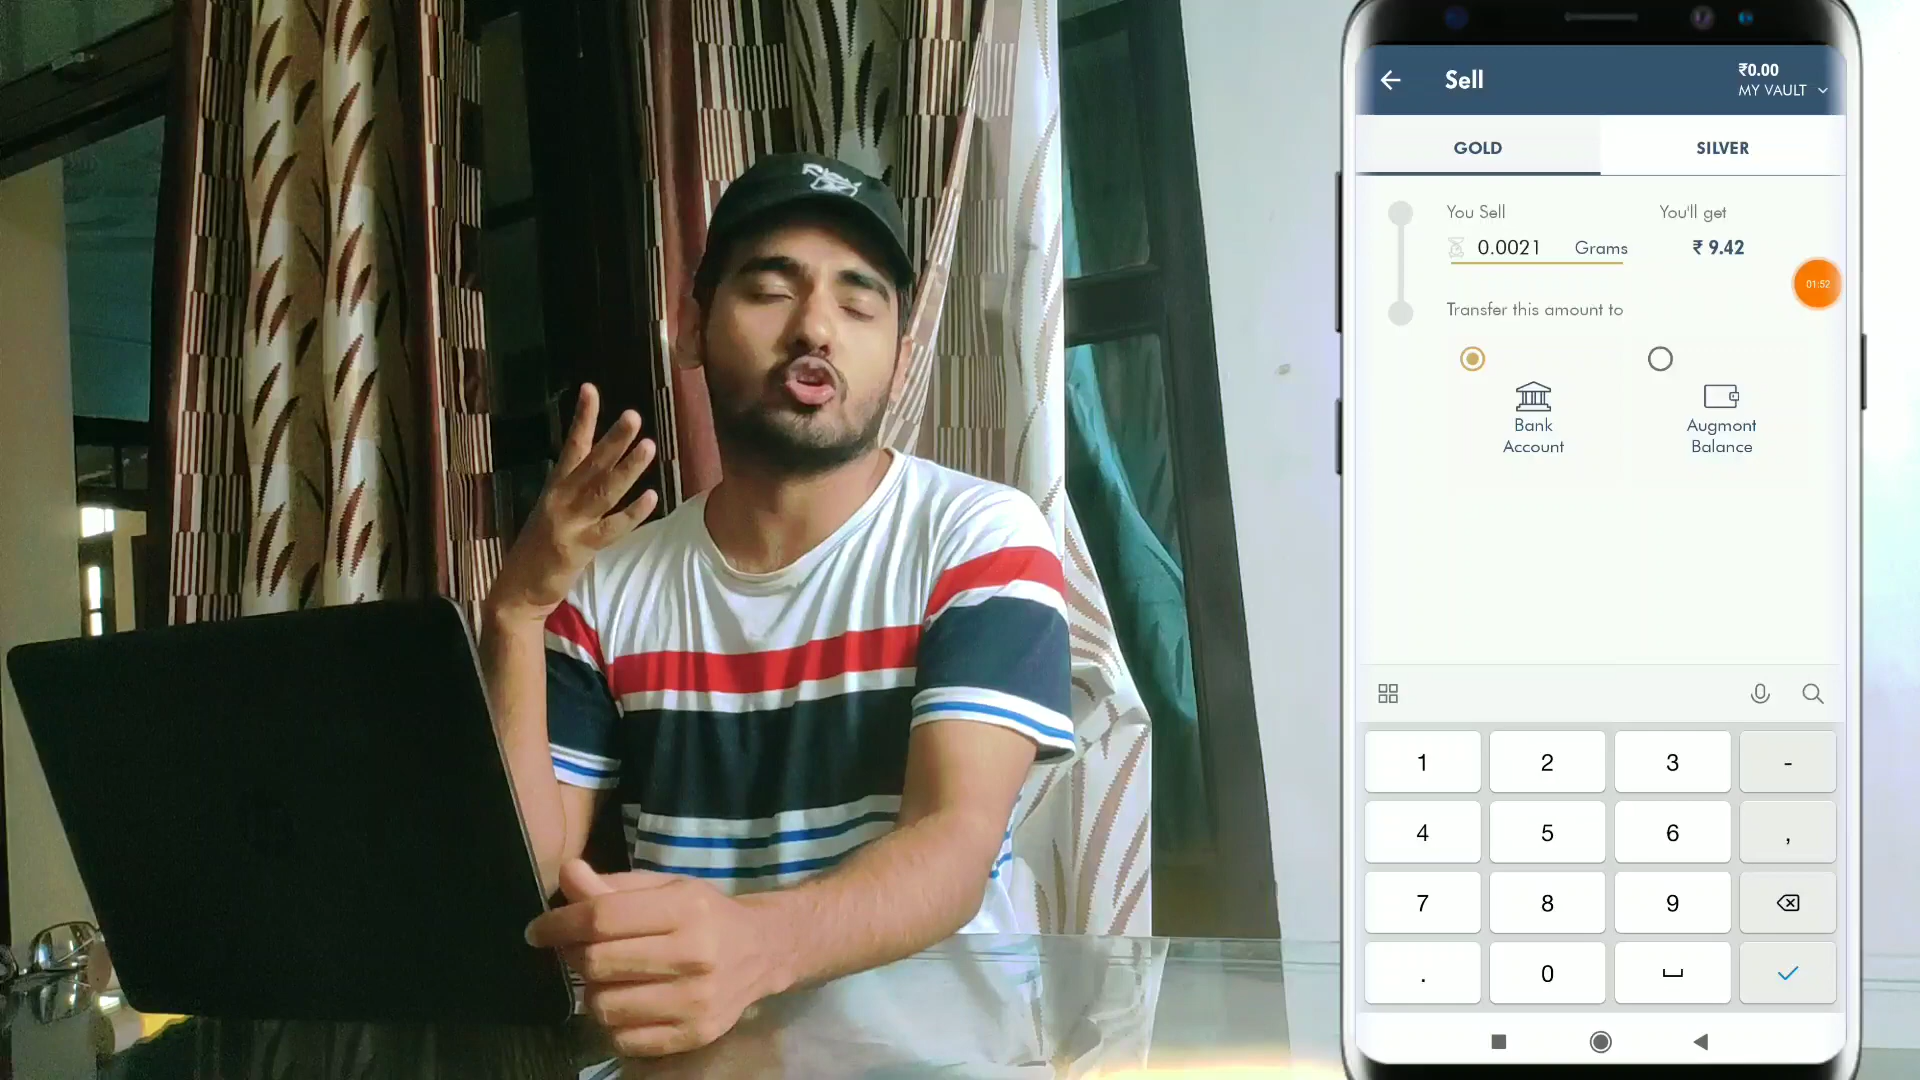 Sell
₹0.00
MY VAULT
GOLD
SILVER
You Sell
You'll get
0.0021 Grams
₹ 9.42
01:52
Transfer this amount to
Bank
Account
Augmont
Balance
1 2 3 -
4 5 6 ,
7 8 9
. 0